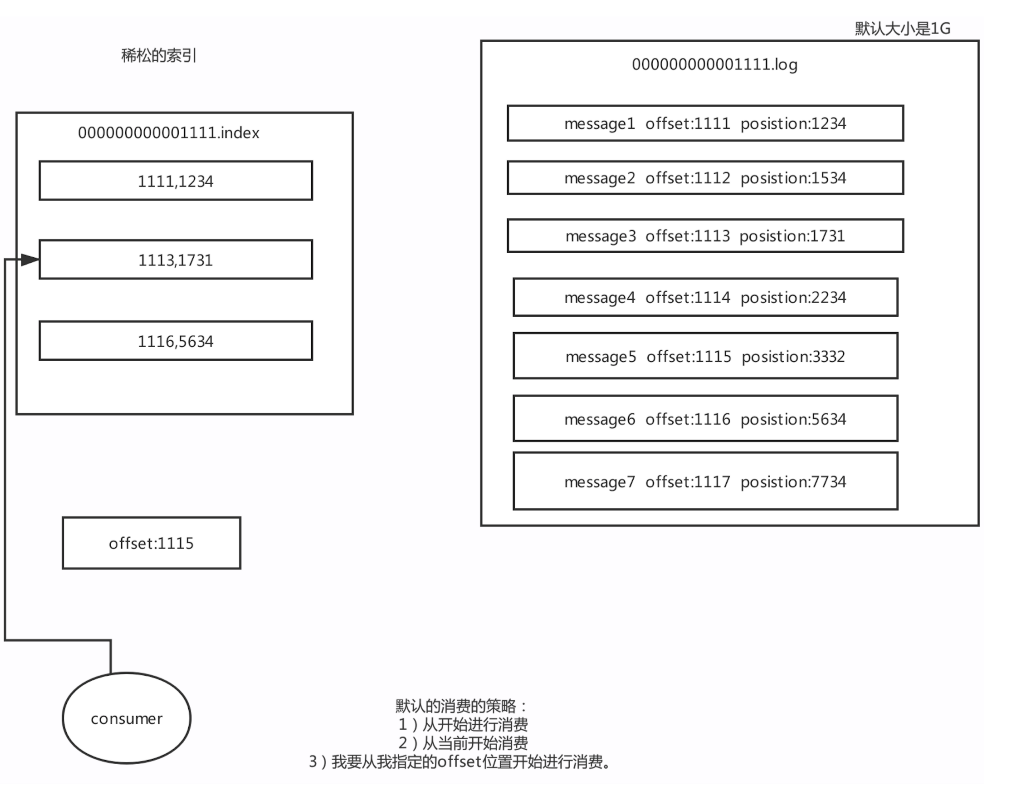 默认大小是1G
稀松的索引
000000000001111.index
1111,1234
1113,1731
1116,5634
000000000001111.log
message1 offset:1111 posistion:1234
message2 offset:1112 posistion:1534
message3 offset:1113 posistion:1731
message4 offset:1114 posistion:2234
message5 offset:1115 posistion:3332
message6 offset:1116 posistion:5634
message7 offset:1117 posistion:7734
offset:1115
consumer
默认的消费的策略：
1）从开始进行消费
2）从当前开始消费
3）我要从我指定的offset位置开始进行消费。